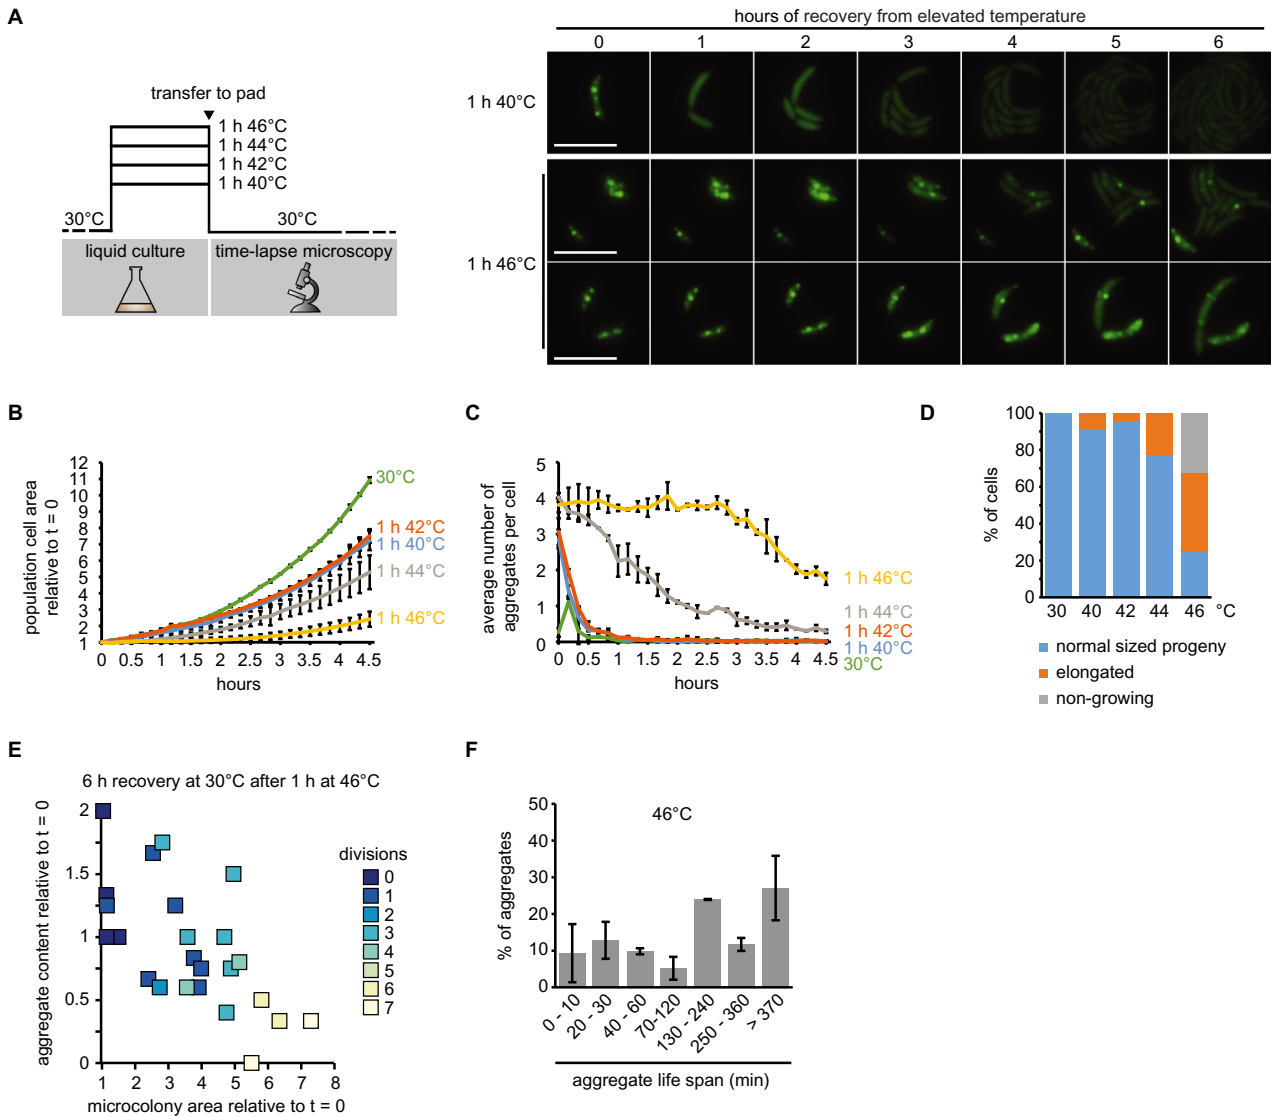 A
transfer to pad
1 h 46°C
1 h 44°C
1 h 42°C
1 h 40°C
30°C
30°C
liquid culture
time-lapse microscopy
hours of recovery from elevated temperature
0 1 2 3 4 5 6
1 h 40°C
1 h 46°C
B
population cell area
relative to t = 0
12
11
10
9
8
7
6
5
4
3
2
1
0 0.5 1 1.5 2 2.5 3 3.5 4 4.5
hours
30°C
1 h 42°C
1 h 40°C
1 h 44°C
1 h 46°C
C
average number of
aggregates per cell
5
4
3
2
1
0
0 0.5 1 1.5 2 2.5 3 3.5 4 4.5
hours
1 h 46°C
1 h 44°C
1 h 42°C
1 h 40°C
30°C
D
% of cells
100
80
60
40
20
0
30 40 42 44 46 °C
normal sized progeny
elongated
non-growing
E
6 h recovery at 30°C after 1 h at 46°C
aggregate content relative to t = 0
2
1.5
1
0.5
0
1 2 3 4 5 6 7 8
microcolony area relative to t = 0
divisions
0
1
2
3
4
5
6
7
F
46°C
% of aggregates
50
40
30
20
10
0
0 - 10
20 - 30
40 - 60
70-120
130 - 240
250 - 360
> 370
aggregate life span (min)